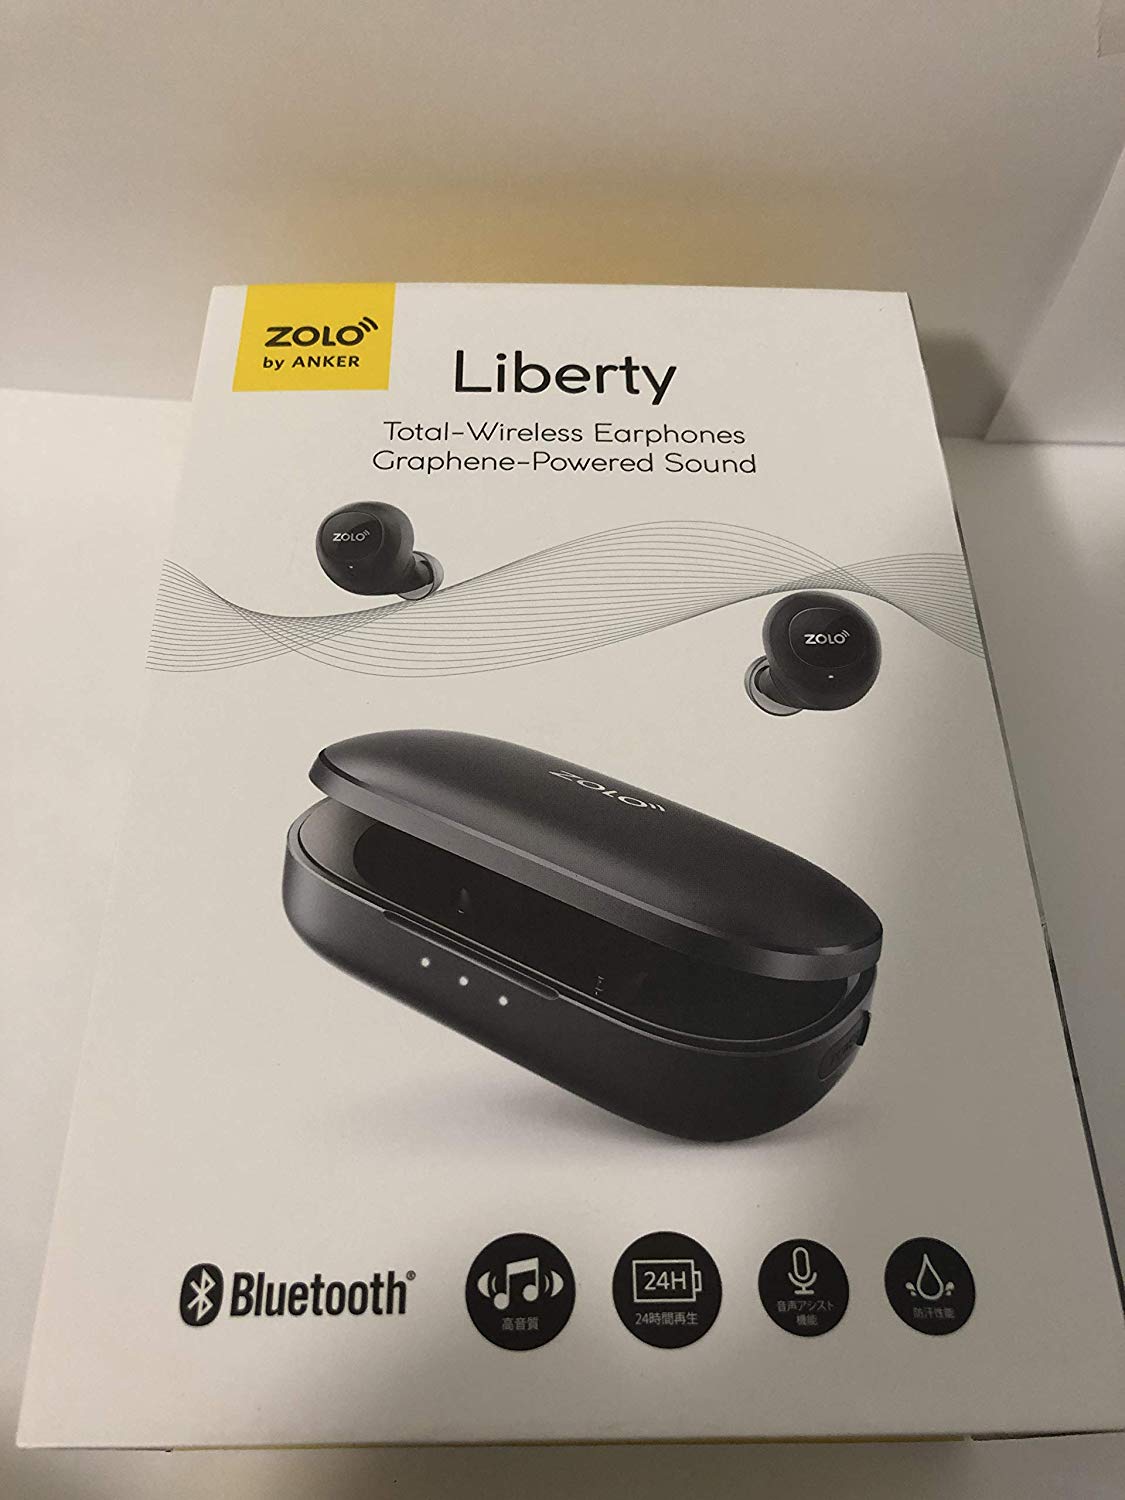 ZOLO
by ANKER
Liberty
Total-Wireless Earphones
Graphene-Powered Sound
ZOLO
ZOLO
ZOLO
Bluetooth®
高音質
24H
24時間再生
音声アシスト
機能
防汗性能